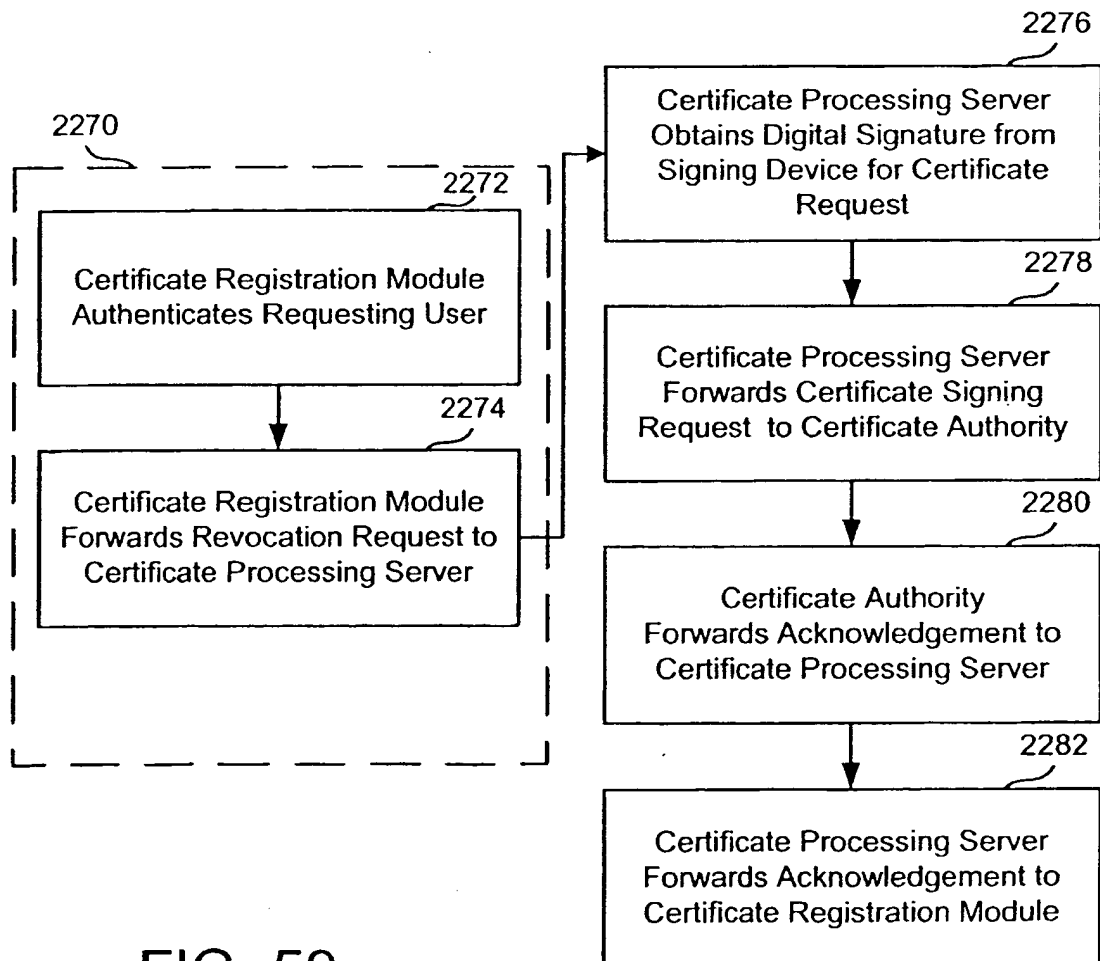 2270
2272
Certificate Registration Module
Authenticates Requesting User
2274
Certificate Registration Module
Forwards Revocation Request to
Certificate Processing Server
2276
Certificate Processing Server
Obtains Digital Signature from
Signing Device for Certificate
Request
2278
Certificate Processing Server
Forwards Certificate Signing
Request to Certificate Authority
2280
Certificate Authority
Forwards Acknowledgement to
Certificate Processing Server
2282
Certificate Processing Server
Forwards Acknowledgement to
Certificate Registration Module